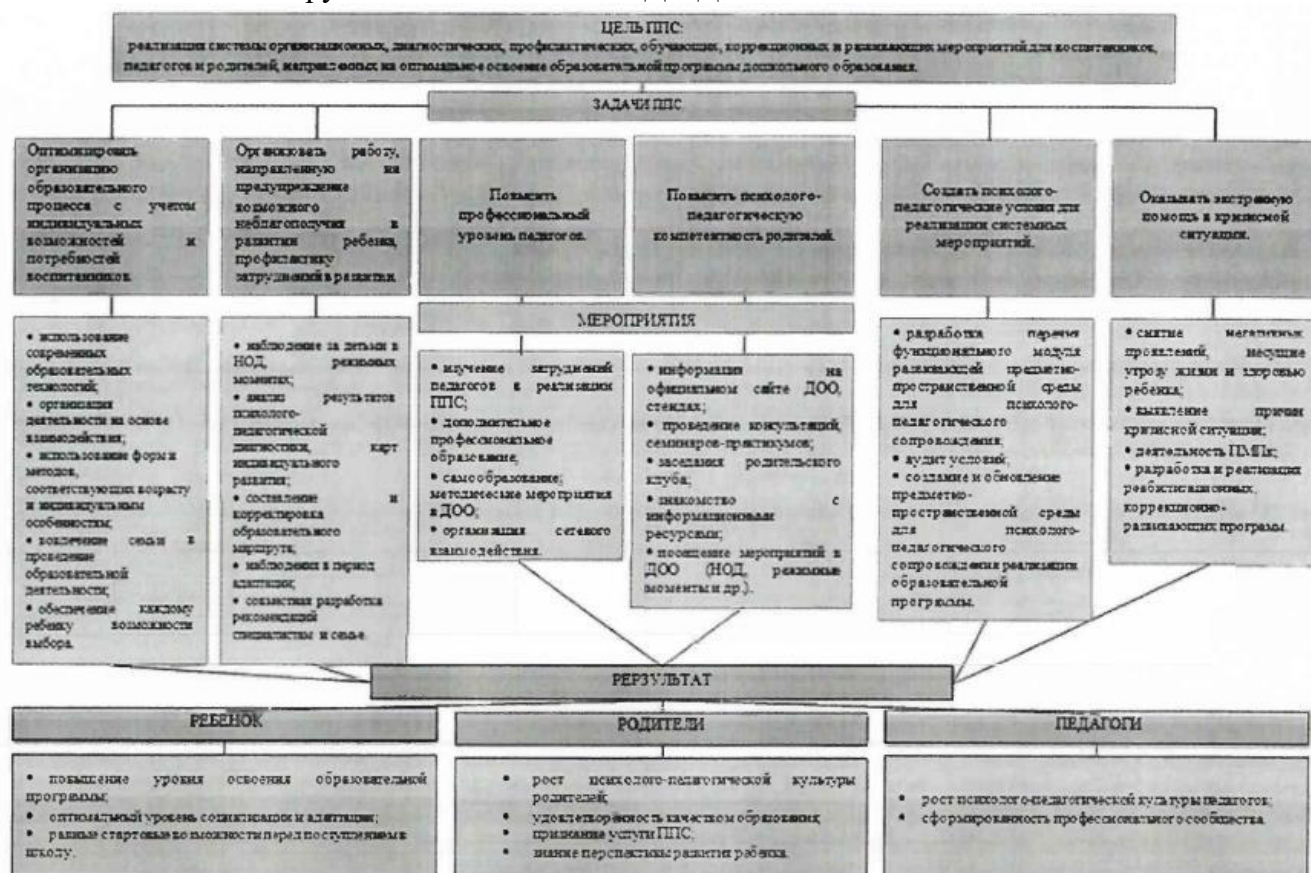 ЦЕЛЬ ППС:
реализация системы организационных, диагностических, профилактических, обучающих, коррекционных и развивающих мероприятий для воспитанников,
педагогов и родителей, направленных на оптимальное освоение образовательной программы дошкольного образования.
ЗАДАЧИ ППС
Оптимизировать
организацию
образовательного
процесса с учетом
индивидуальных
возможностей и
потребностей
воспитанников.
Организовать работу,
направленную на
предупреждение
возможного
неблагополучия в
развитии ребенка,
профилактику
затруднений в развитии.
Повысить
профессиональный
уровень педагогов.
Повысить психолого-
педагогическую
компетентность родителей.
Создать психолого-
педагогические условия для
реализации системных
мероприятий.
Оказывать экстренную
помощь в кризисной
ситуации.
МЕРОПРИЯТИЯ
• использование
современных
образовательных
технологий;
• организация
деятельности на основе
взаимодействия;
• использование форм и
методов,
соответствующих возрасту
и индивидуальным
особенностям;
• вовлечение семьи в
проведение
образовательной
деятельности;
• обеспечение каждому
ребенку возможности
выбора.
• наблюдение за детьми в
НОД, режимных
моментах;
• анализ результатов
психолого-
педагогической
диагностики, карт
индивидуального
развития;
• составление и
корректировка
образовательного
маршрута;
• наблюдения в период
адаптации;
• совместная разработка
рекомендаций
специалистам и семье.
• изучение затруднений
педагогов в реализации
ППС;
• дополнительное
профессиональное
образование;
• самообразование;
методические мероприятия
в ДОО;
• организация сетевого
взаимодействия.
• информация на
официальном сайте ДОО,
стендах;
• проведение консультаций,
семинаров-практикумов;
• заседания родительского
клуба;
• знакомство с
информационными
ресурсами;
• посещение мероприятий в
ДОО (НОД, режимные
моменты и др.).
• разработка перечня
функционального модуля
развивающей предметно-
пространственной среды
для психолого-
педагогического
сопровождения;
• аудит условий;
• создание и обновление
предметно-
пространственной среды
для психолого-
педагогического
сопровождения реализации
образовательной
программы.
• снятие негативных
проявлений, несущие
угрозу жизни и здоровью
ребенка;
• выявление причин
кризисной ситуации;
• деятельность ПМПк;
• разработка и реализация
реабилитационных,
коррекционно-
развивающих программ.
РЕРЗУЛЬТАТ
РЕБЕНОК
• повышение уровня освоения образовательной
программы;
• оптимальный уровень социализации и адаптации;
• равные стартовые возможности перед поступлением в
школу.
РОДИТЕЛИ
• рост психолого-педагогической культуры
родителей;
• удовлетворённость качеством образования;
• признание услуги ППС;
• знание перспективы развития ребенка.
ПЕДАГОГИ
• рост психолого-педагогической культуры педагогов;
• сформированность профессионального сообщества.